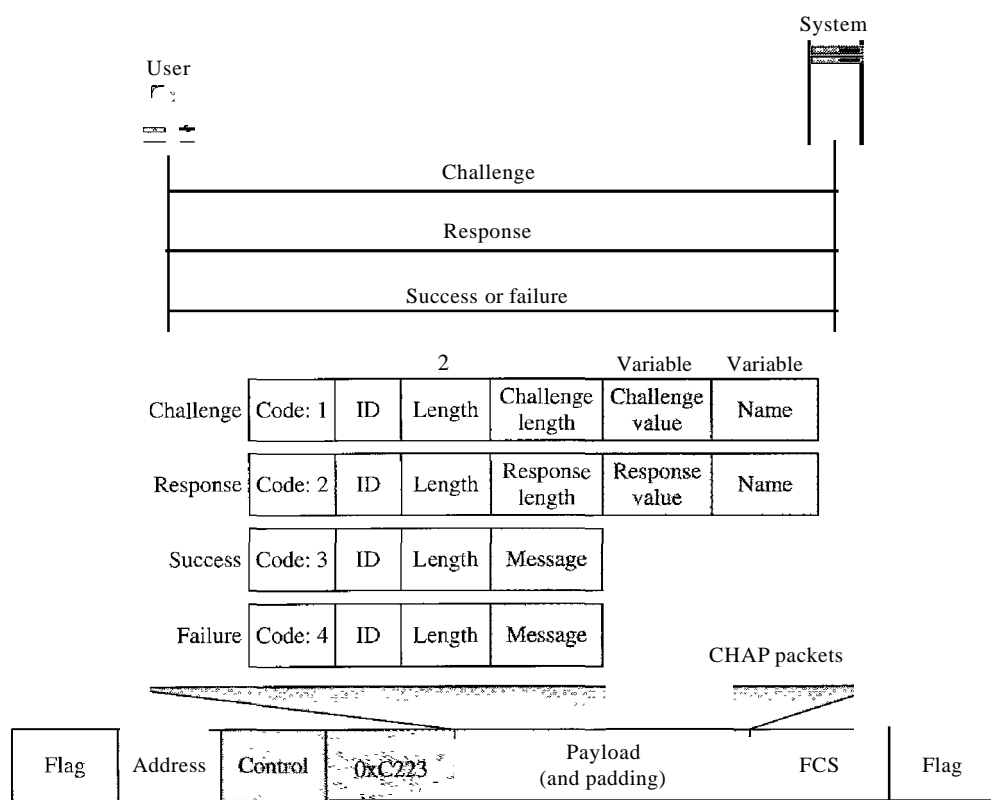 System
User
Challenge
Response
Success or failure
2 Variable Variable
Challenge Code: 1 ID Length Challenge length Challenge value Name
Response Code: 2 ID Length Response length Response value Name
Success Code: 3 ID Length Message
Failure Code: 4 ID Length Message
CHAP packets
Flag Address Control 0xC223 Payload (and padding) FCS Flag